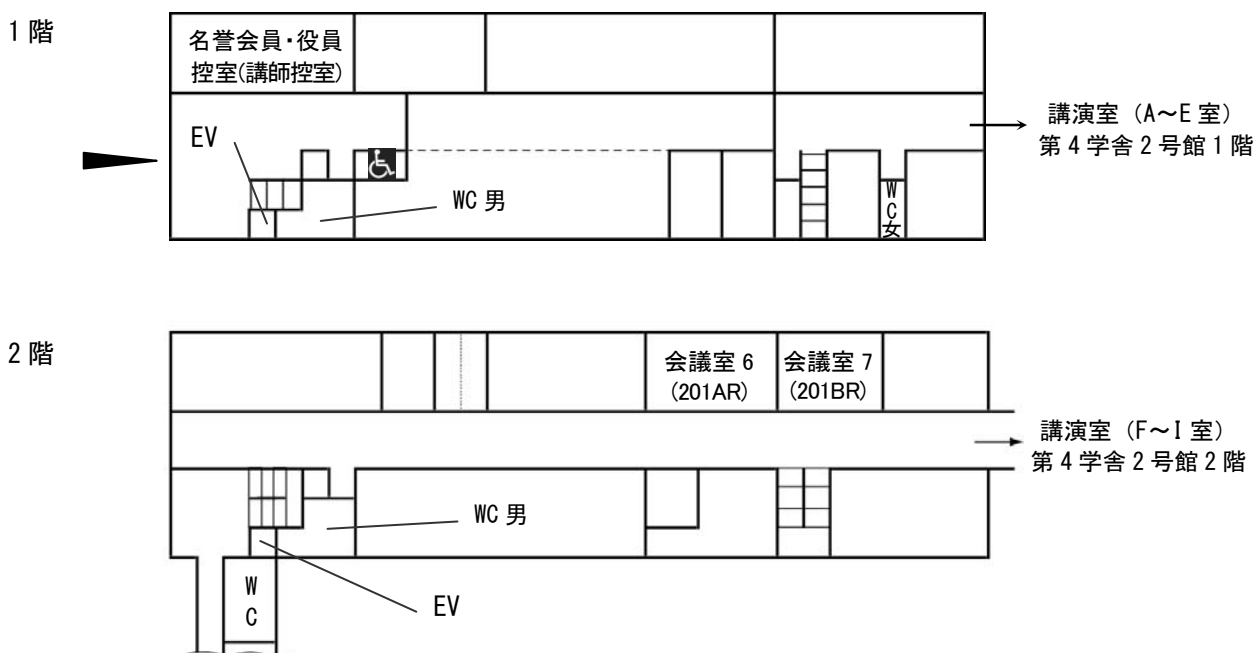 1階
名誉会員・役員
控室(講師控室)
EV
WC 男
WC女
講演室（A～E 室）
第 4 学舎 2 号館 1 階
2階
会議室 6
(201AR)
会議室 7
(201BR)
講演室（F～I 室）
第 4 学舎 2 号館 2 階
WC 男
WC
EV